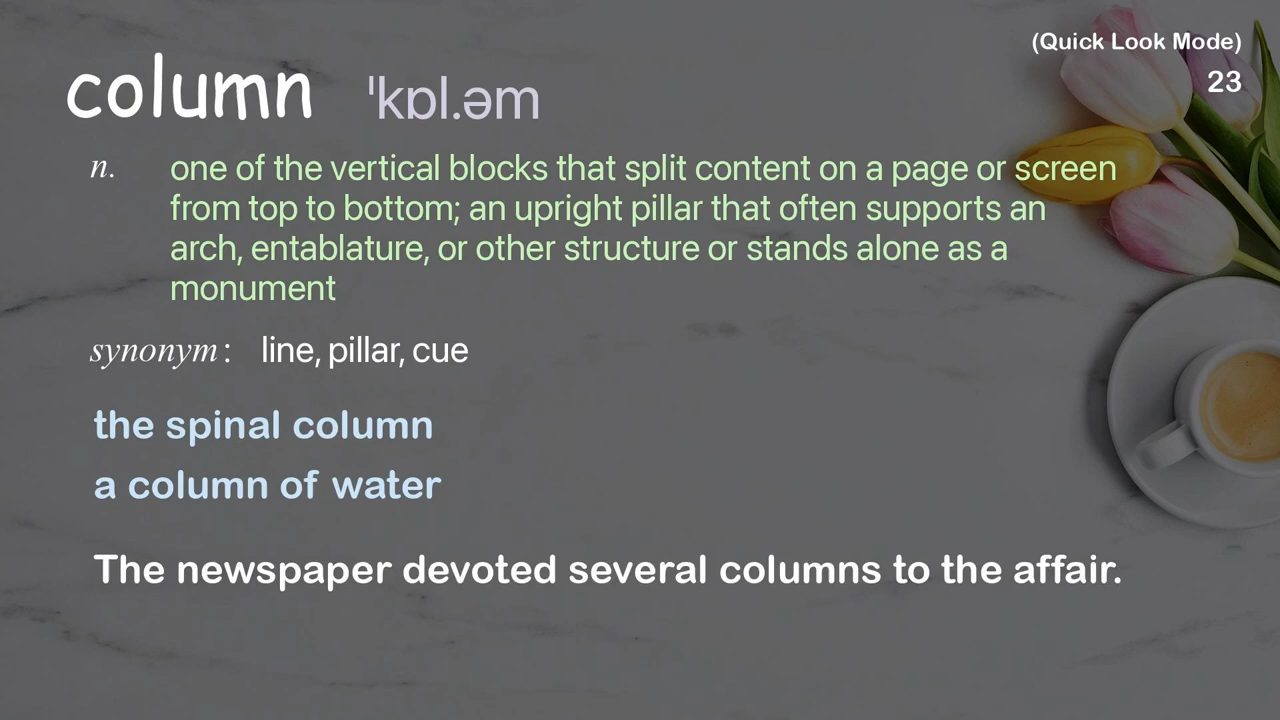 (Quick Look Mode)
23
column ˈkɒl.əm
n. one of the vertical blocks that split content on a page or screen
from top to bottom; an upright pillar that often supports an
arch, entablature, or other structure or stands alone as a
monument
synonym: line, pillar, cue
the spinal column
a column of water
The newspaper devoted several columns to the affair.